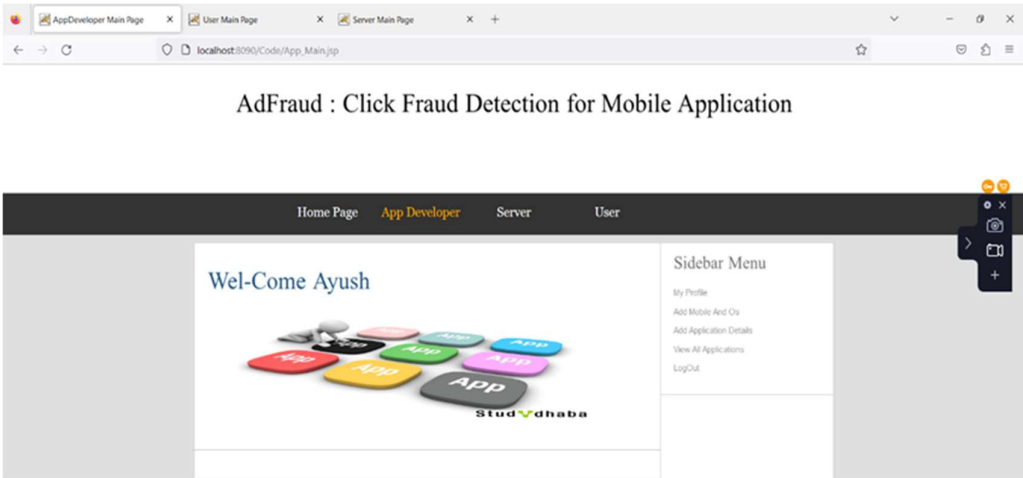 AppDeveloper Main Page
User Main Page
Server Main Page
localhost:8090/Code/App_Main.jsp
AdFraud : Click Fraud Detection for Mobile Application
Home Page App Developer Server User
Wel-Come Ayush
App App App
App App App
App App
App
Studydhaba
Sidebar Menu
My Profile
Add Mobile And Os
Add Application Details
View All Applications
LogOut